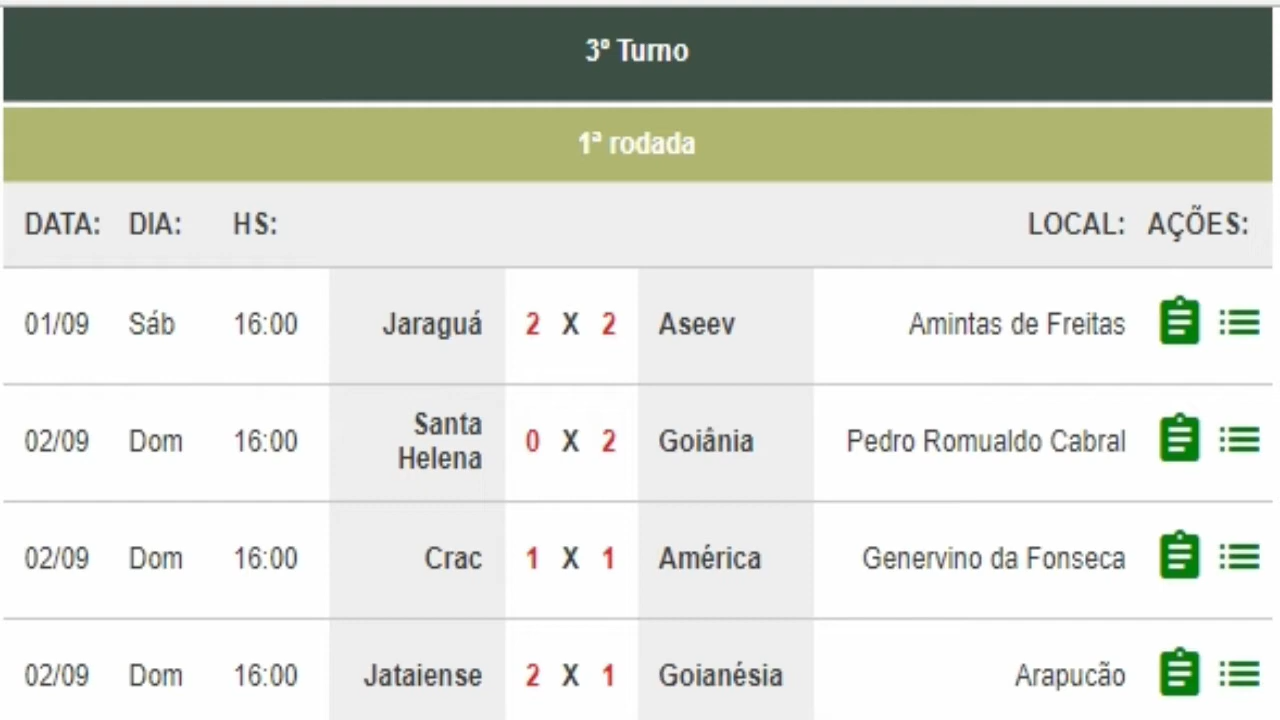 3º Turno
1ª rodada
DATA: DIA: HS: LOCAL: AÇÕES:
01/09 Sáb 16:00 Jaraguá 2 X 2 Aseev Amintas de Freitas
02/09 Dom 16:00 Santa Helena 0 X 2 Goiânia Pedro Romualdo Cabral
02/09 Dom 16:00 Crac 1 X 1 América Genervino da Fonseca
02/09 Dom 16:00 Jataiense 2 X 1 Goianésia Arapucão